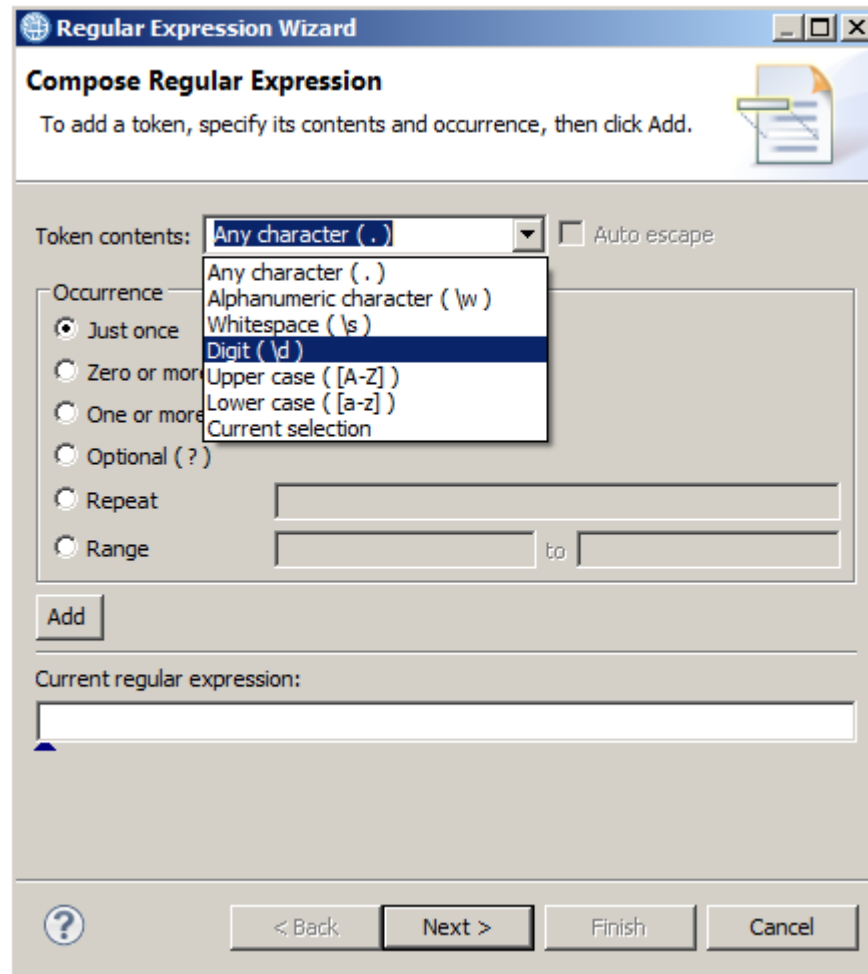 Regular Expression Wizard
Compose Regular Expression
To add a token, specify its contents and occurrence, then click Add.
Token contents: Any character ( . ) Auto escape
Any character ( . )
Occurrence
Alphanumeric character ( \w )
Just once
Whitespace ( \s )
Digit ( \d )
Zero or more
Upper case ( [A-Z] )
Lower case ( [a-z] )
One or more
Current selection
Optional ( ? )
Repeat
Range to
Add
Current regular expression:
? < Back Next > Finish Cancel